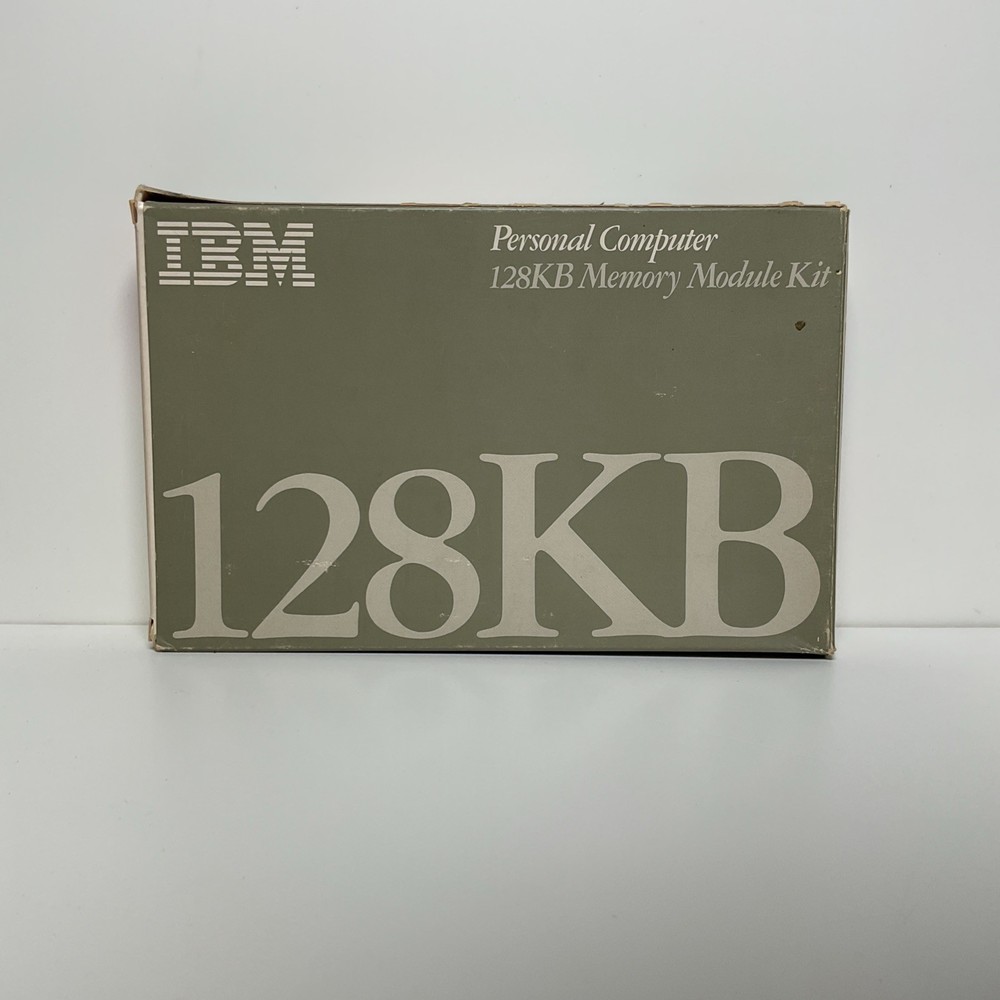 IBM
Personal Computer
128KB Memory Module Kit
128KB